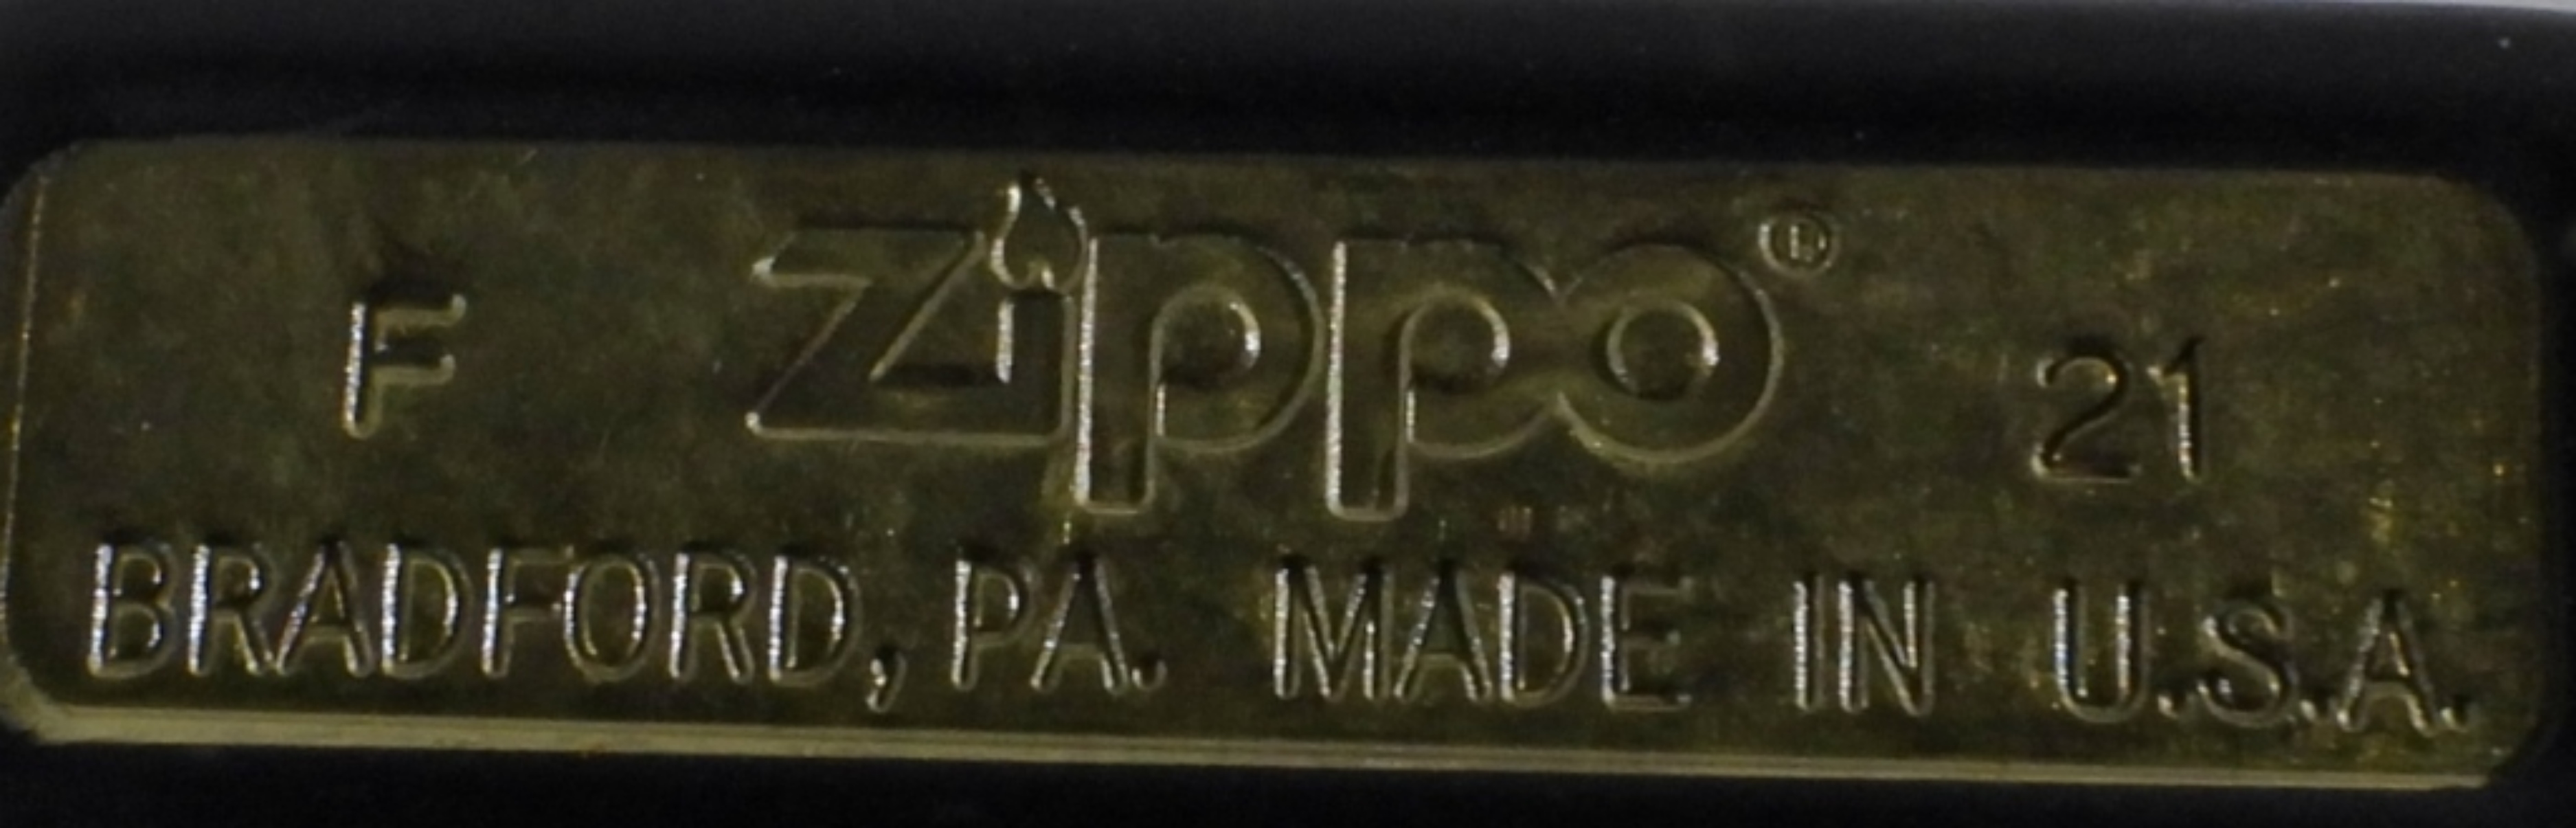 F Zippo ® 21
BRADFORD, PA. MADE IN U.S.A.